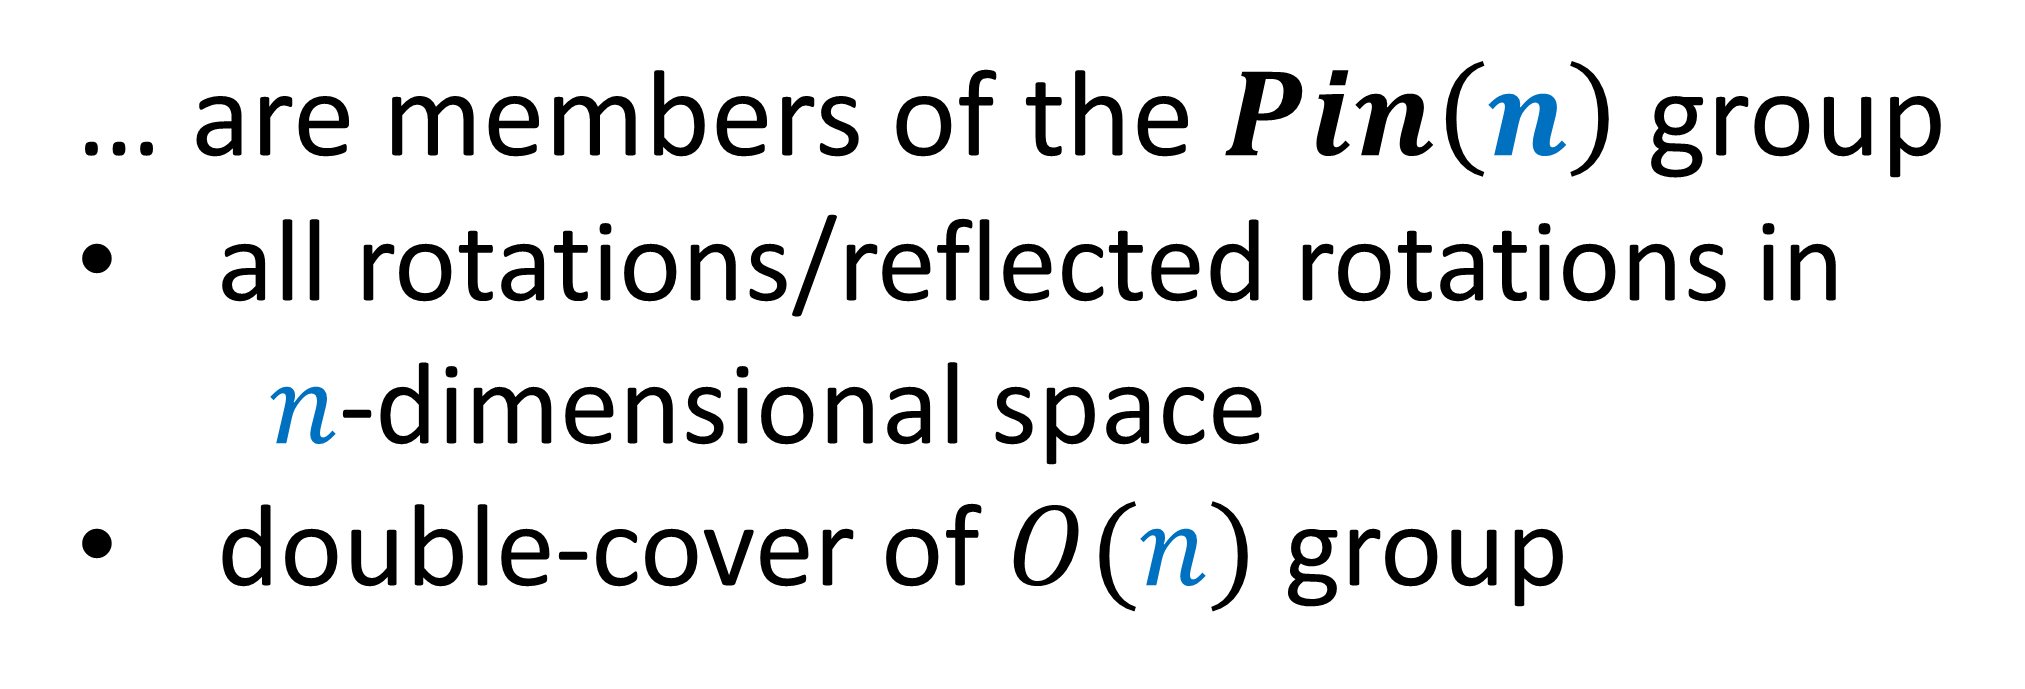 … are members of the Pin(n) group
• all rotations/reflected rotations in
n-dimensional space
• double-cover of O(n) group